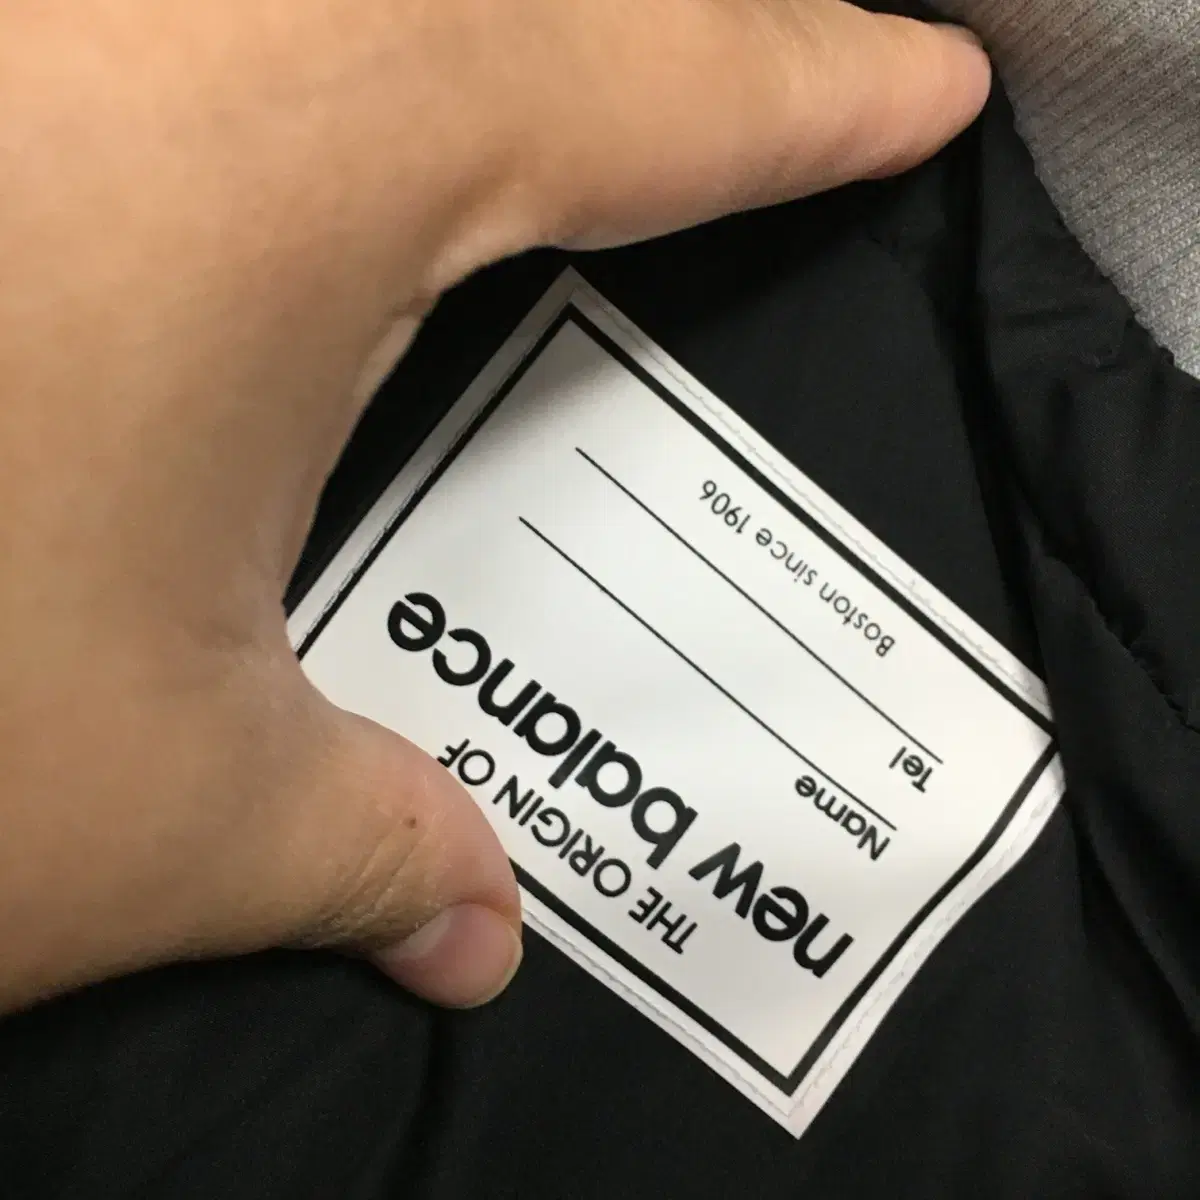 THE ORIGIN OF
new balance
Name
Tel
Boston since 1906